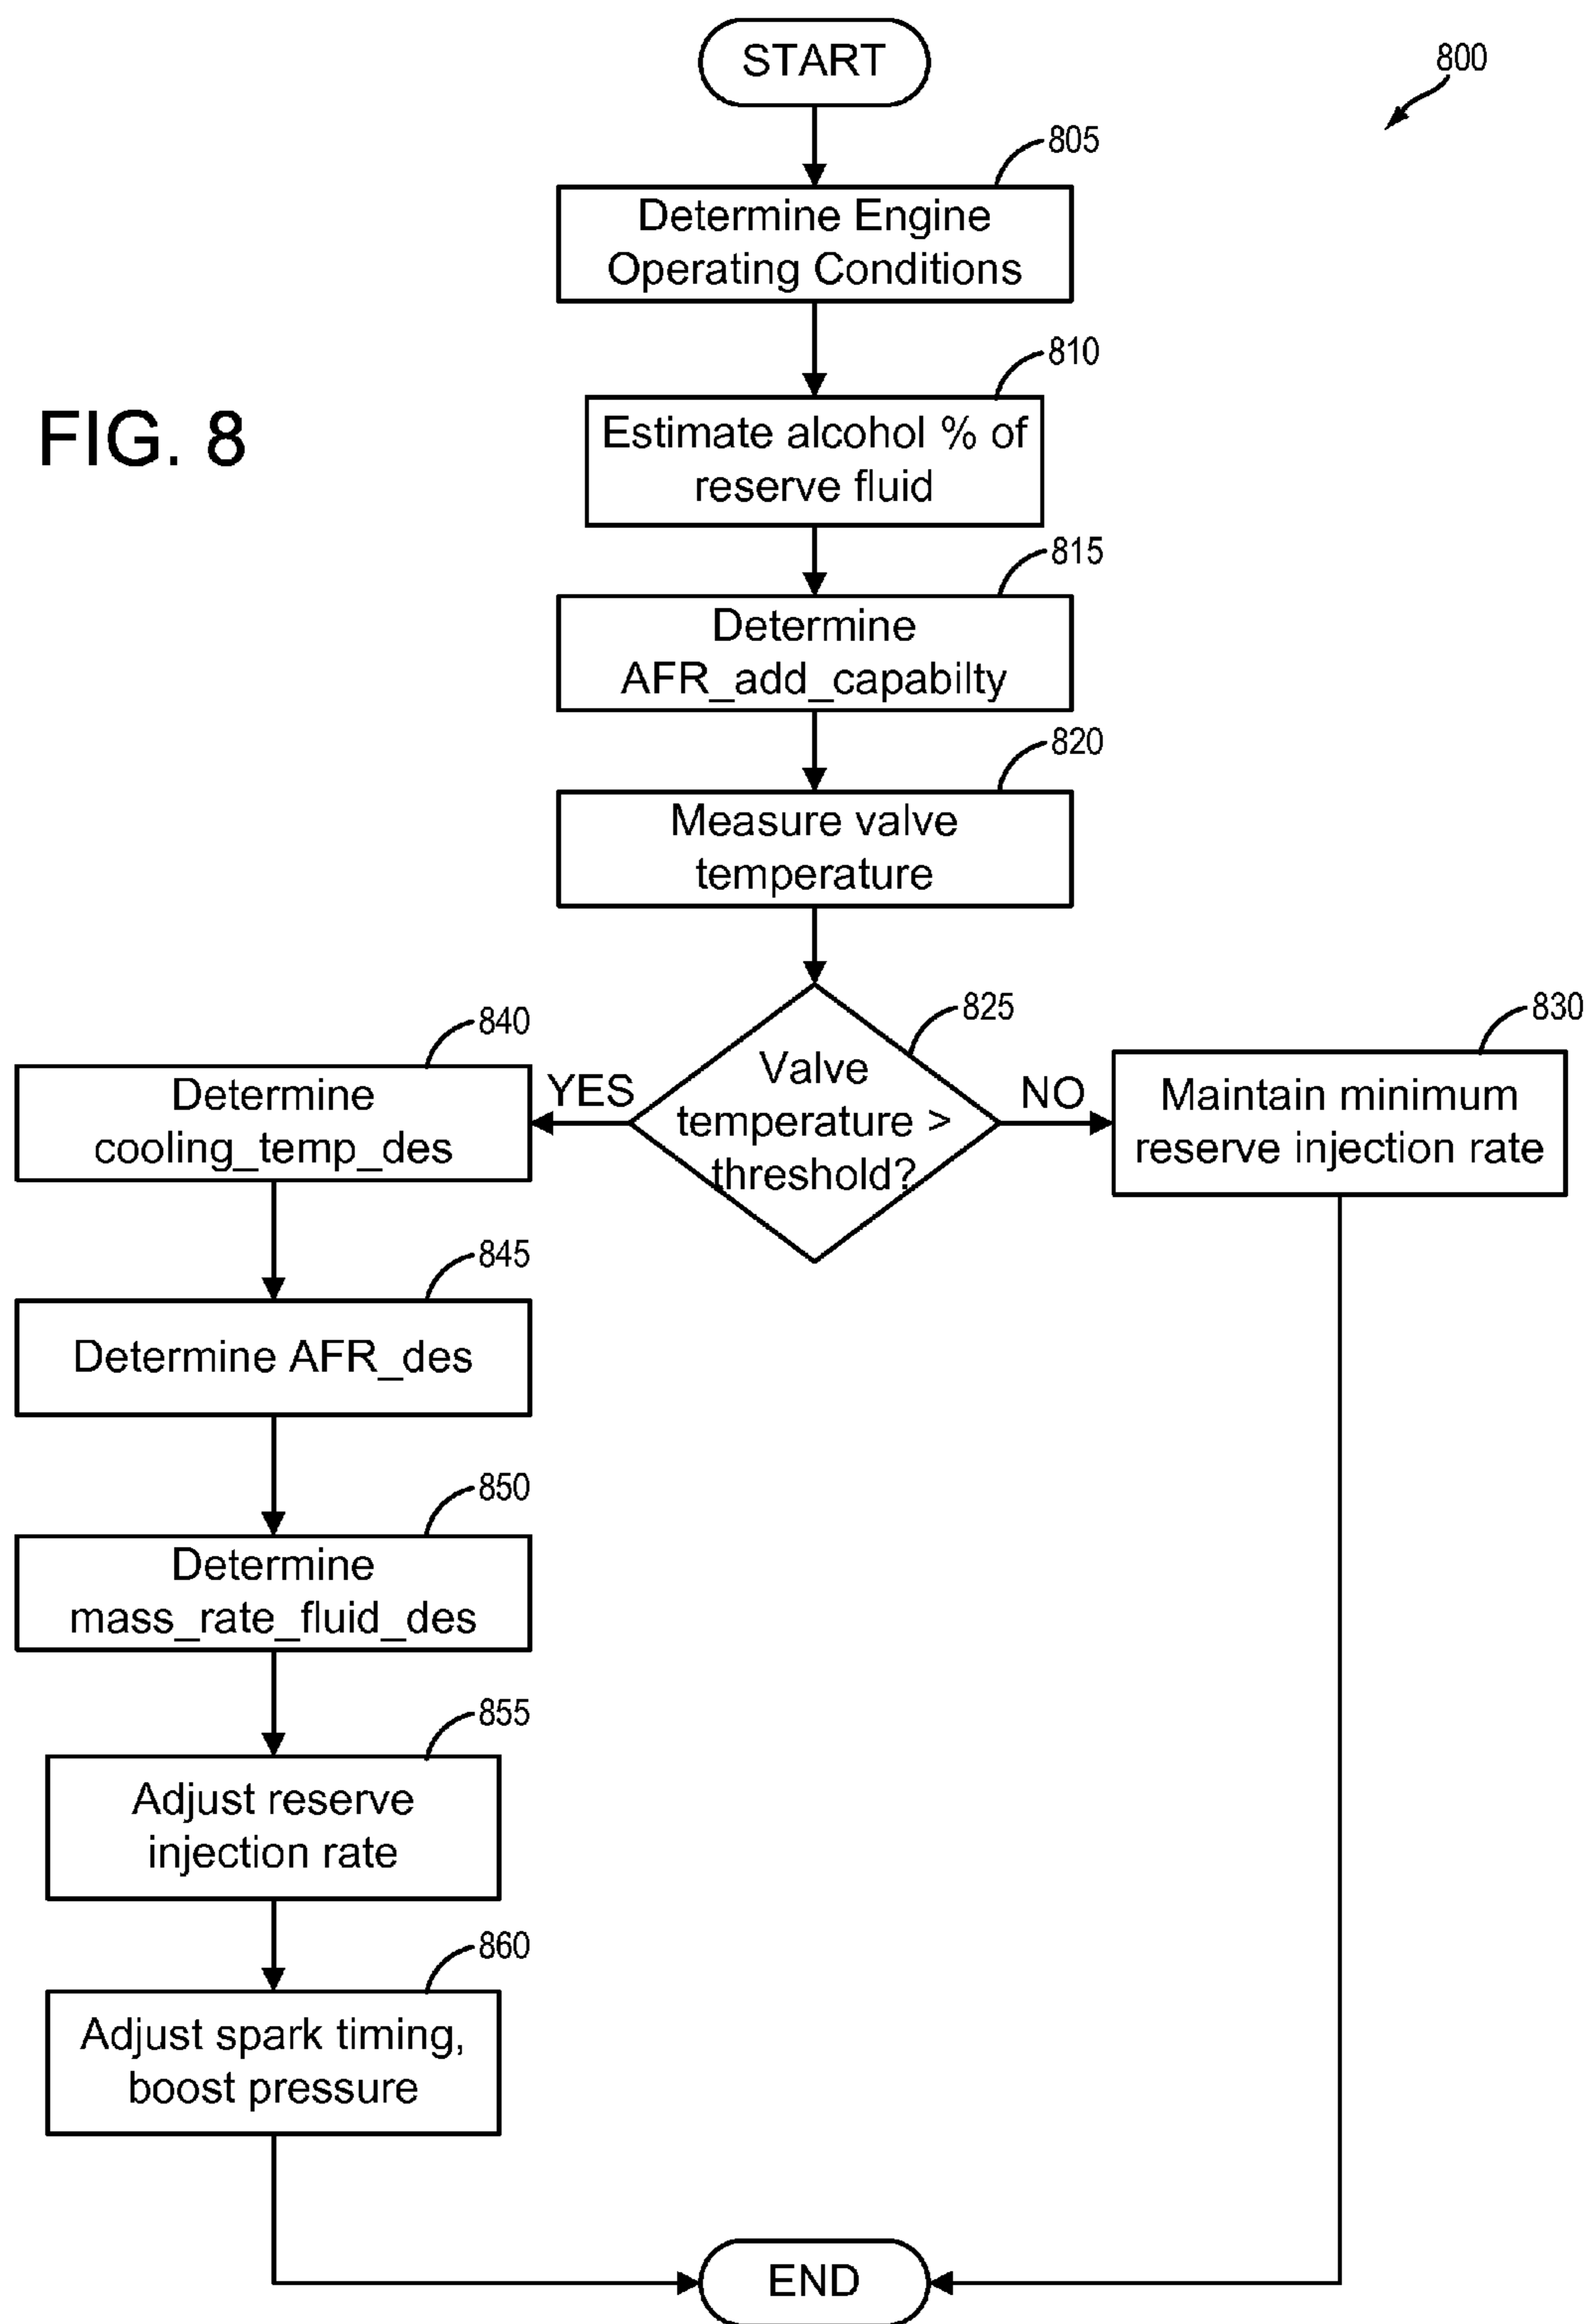 START
800
805
Determine Engine
Operating Conditions
810
FIG. 8
Estimate alcohol % of
reserve fluid
815
Determine
AFR_add_capabilty
820
Measure valve
temperature
825
Valve
temperature >
threshold?
YES
NO
830
Maintain minimum
reserve injection rate
840
Determine
cooling_temp_des
845
Determine AFR_des
850
Determine
mass_rate_fluid_des
855
Adjust reserve
injection rate
860
Adjust spark timing,
boost pressure
END